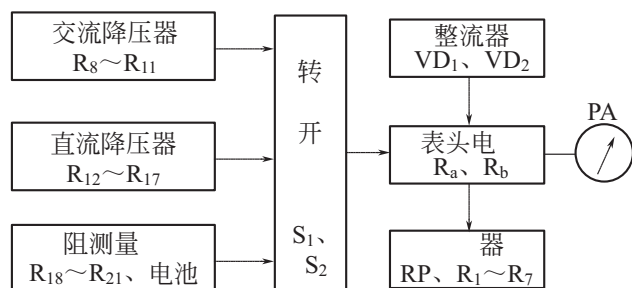 交流降压器
R₈～R₁₁
直流降压器
R₁₂～R₁₇
阻测量
R₁₈～R₂₁、电池
转
开
S₁、
S₂
整流器
VD₁、VD₂
表头电
Rₐ、R_b
器
RP、R₁～R₇
PA